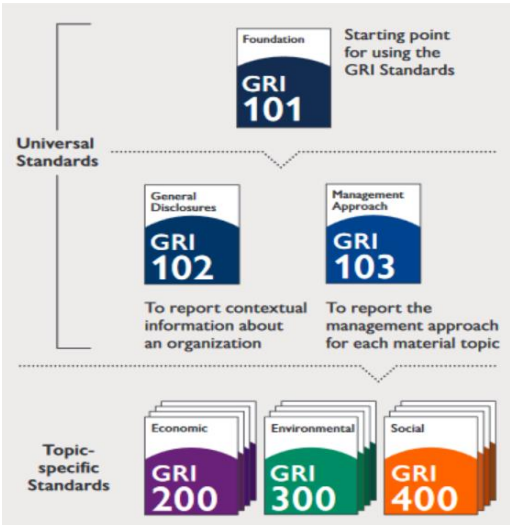 Foundation
GRI
101
Starting point
for using the
GRI Standards
Universal
Standards
General
Disclosures
GRI
102
Management
Approach
GRI
103
To report contextual
information about
an organization
To report the
management approach
for each material topic
Topic-
specific
Standards
Economic
GRI
200
Environmental
GRI
300
Social
GRI
400